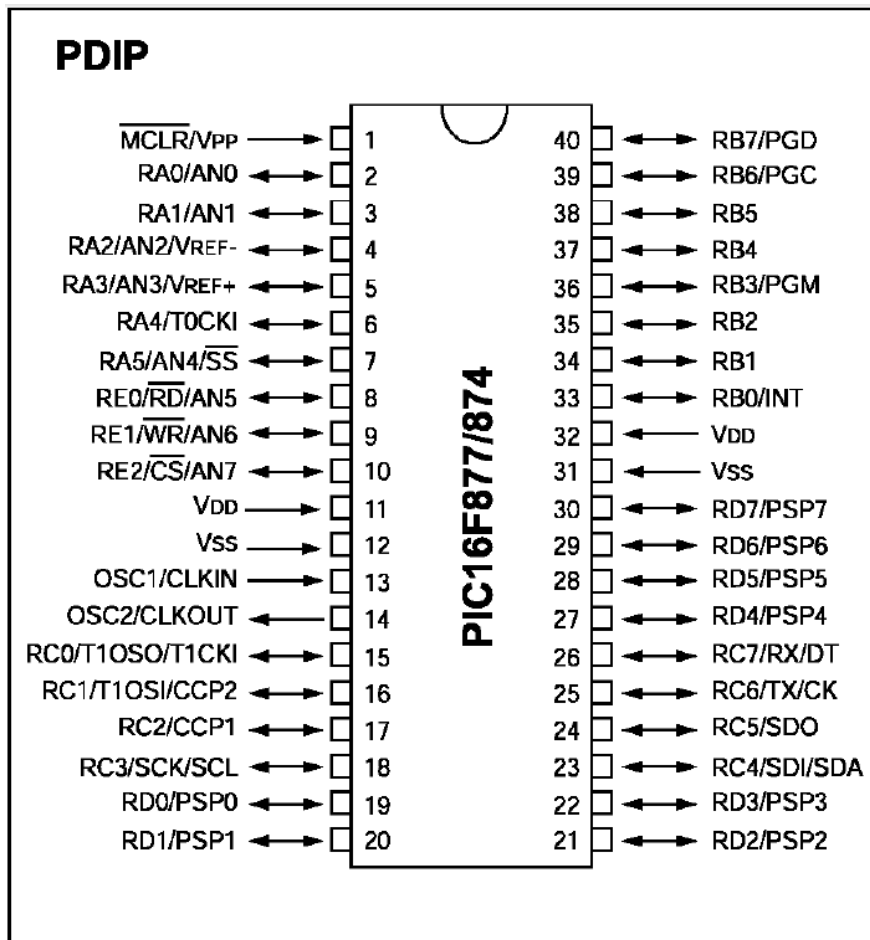 PDIP
MCLR/VPP 1 40 RB7/PGD
RA0/AN0 2 39 RB6/PGC
RA1/AN1 3 38 RB5
RA2/AN2/VREF- 4 37 RB4
RA3/AN3/VREF+ 5 36 RB3/PGM
RA4/T0CKI 6 35 RB2
RA5/AN4/SS 7 34 RB1
RE0/RD/AN5 8 33 RB0/INT
RE1/WR/AN6 9 32 VDD
RE2/CS/AN7 10 31 VSS
VDD 11 30 RD7/PSP7
VSS 12 29 RD6/PSP6
OSC1/CLKIN 13 28 RD5/PSP5
OSC2/CLKOUT 14 27 RD4/PSP4
RC0/T1OSO/T1CKI 15 26 RC7/RX/DT
RC1/T1OSI/CCP2 16 25 RC6/TX/CK
RC2/CCP1 17 24 RC5/SDO
RC3/SCK/SCL 18 23 RC4/SDI/SDA
RD0/PSP0 19 22 RD3/PSP3
RD1/PSP1 20 21 RD2/PSP2
PIC16F877/874